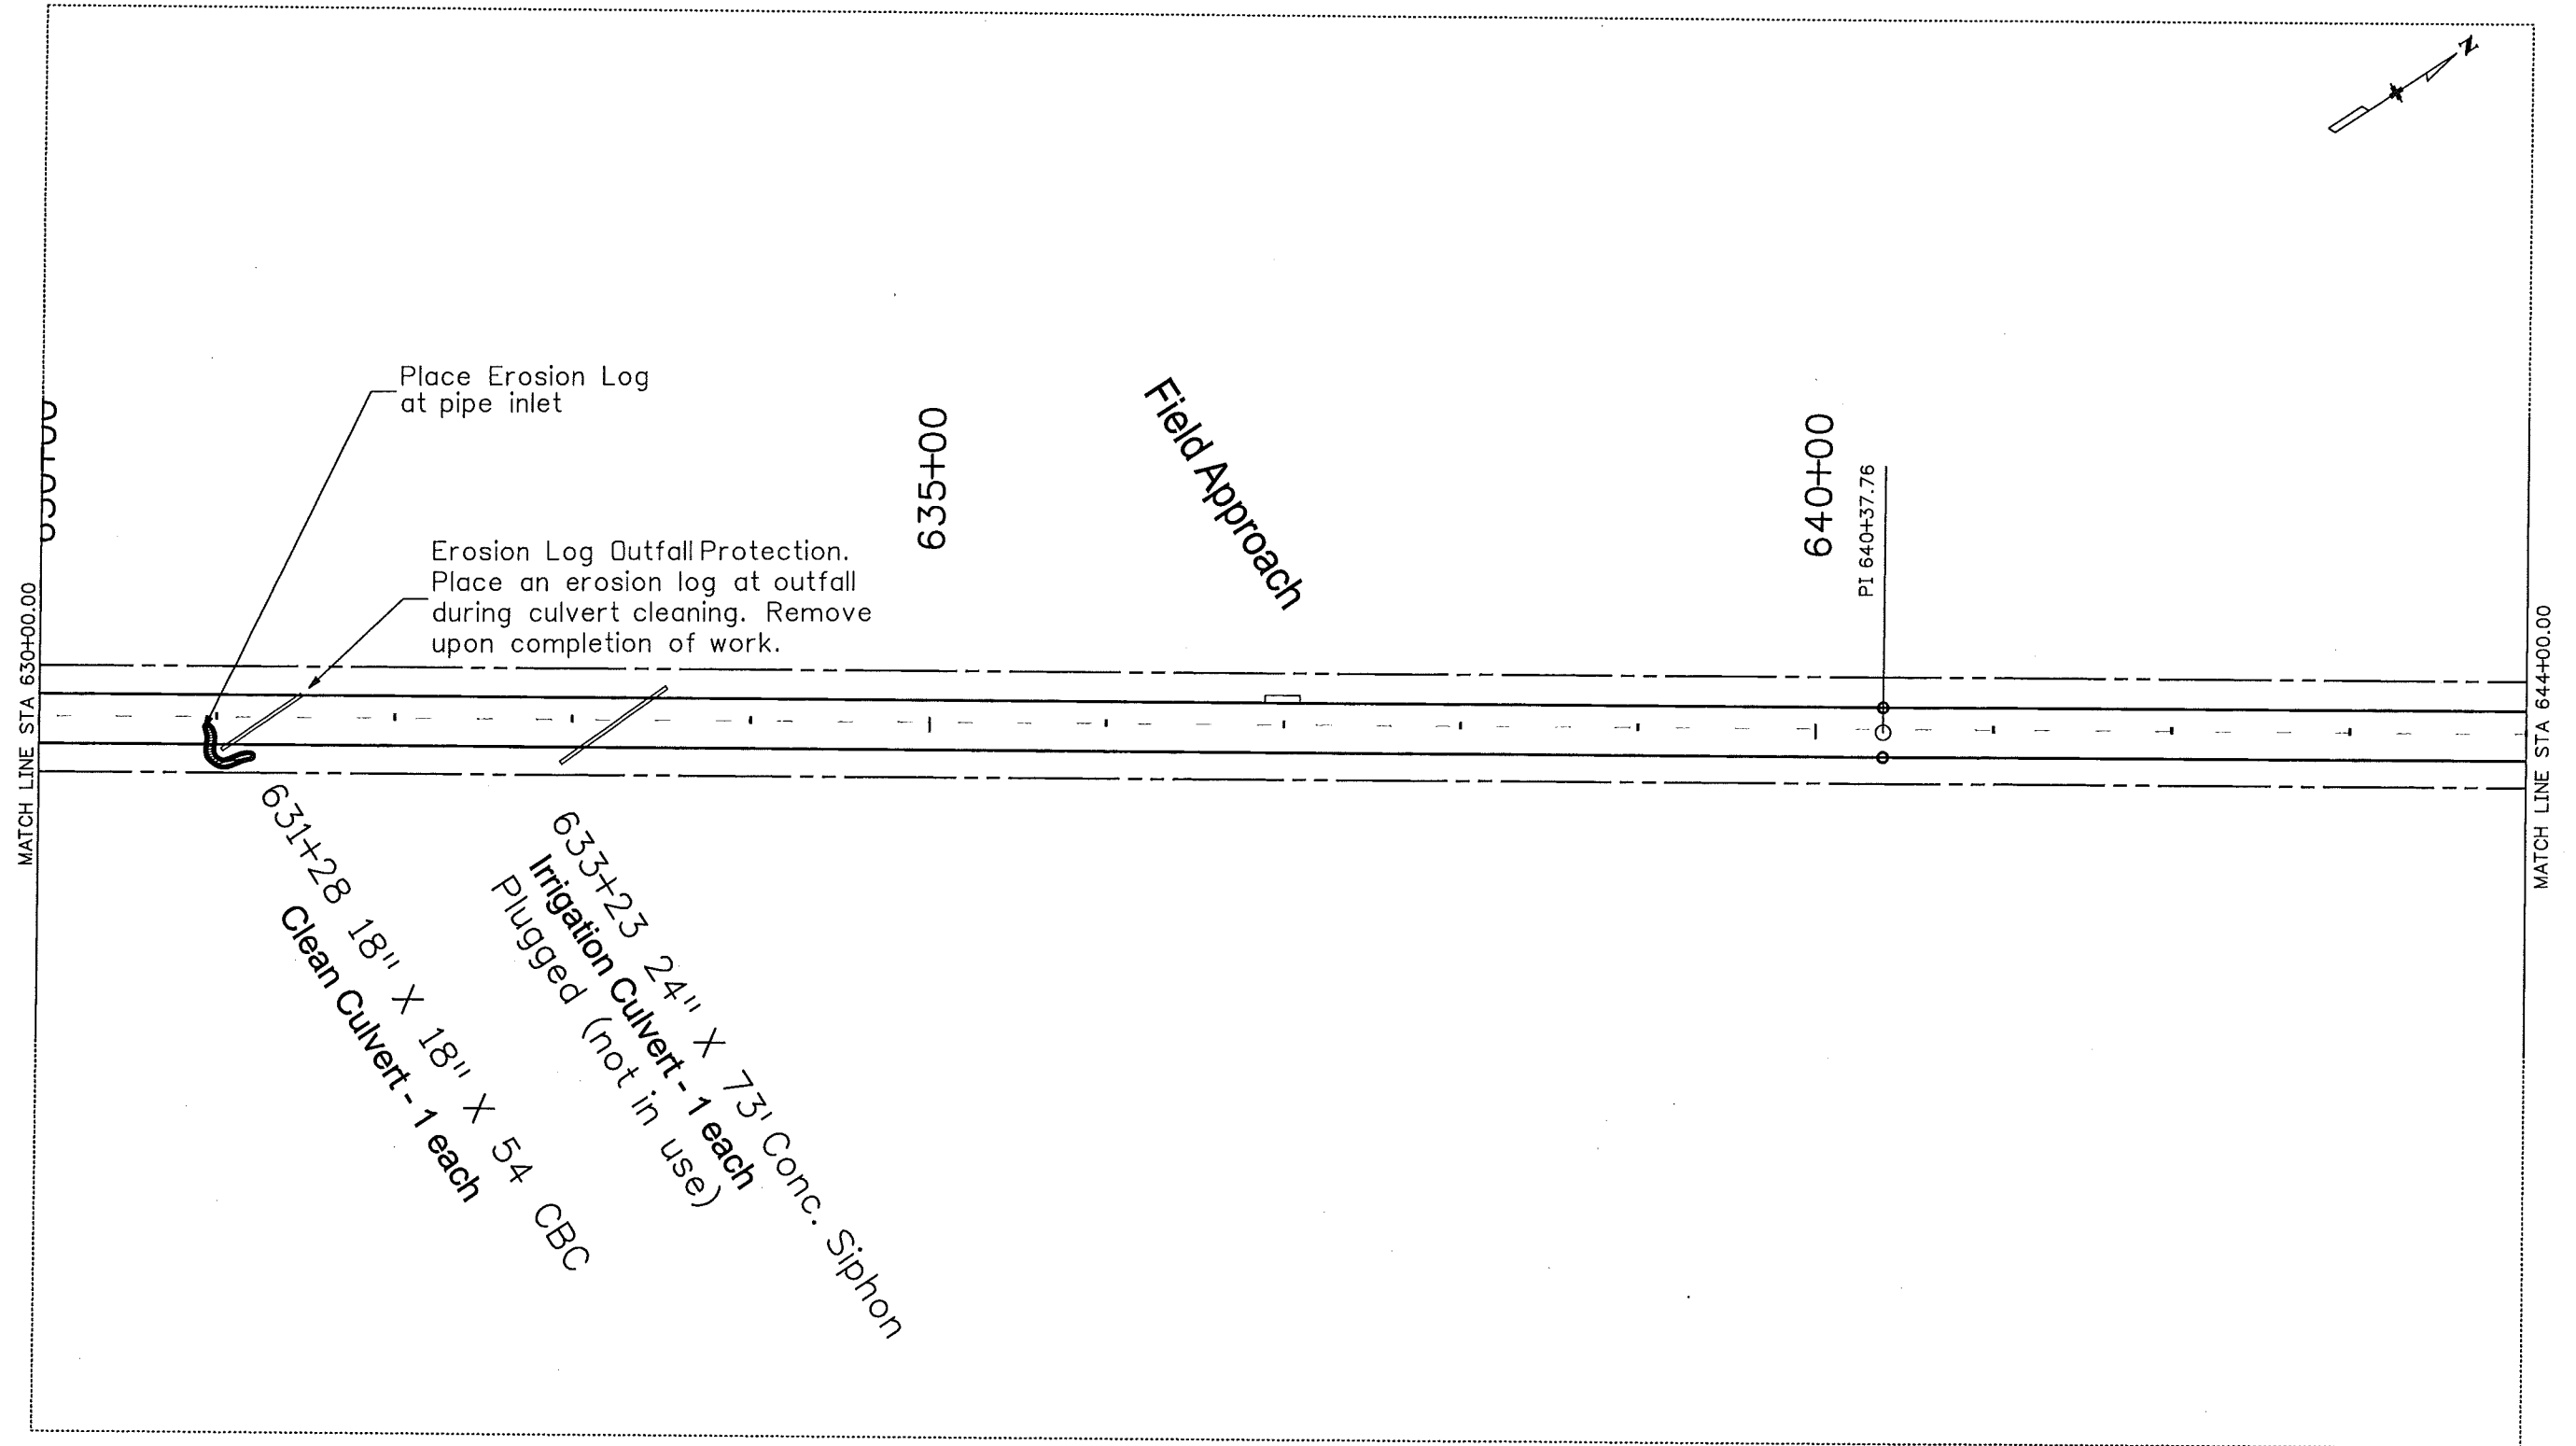 N
Place Erosion Log
at pipe inlet
635+00
Field Approach
640+00
PI 640+37.76
Erosion Log Outfall Protection.
Place an erosion log at outfall
during culvert cleaning. Remove
upon completion of work.
MATCH LINE STA 630+00.00
MATCH LINE STA 644+00.00
631+28 18" X 18" X 54 CBC
Clean Culvert - 1 each
633+23 24" X 73' Conc. Siphon
Irrigation Culvert - 1 each
Plugged (not in use)